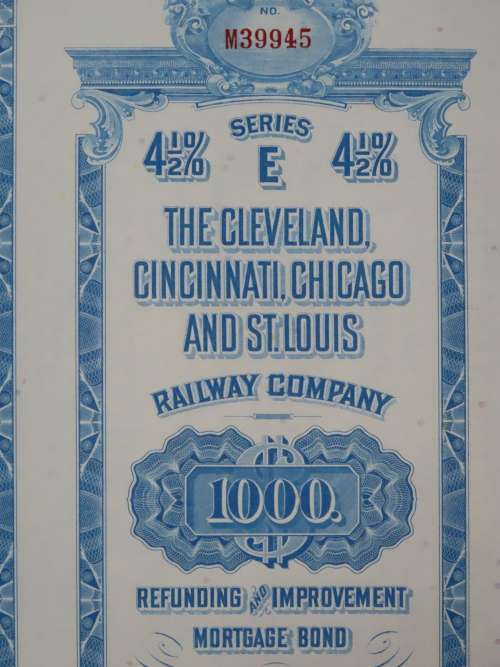 NO.
M39945
SERIES
4½% E 4½%
THE CLEVELAND,
CINCINNATI, CHICAGO
AND ST. LOUIS
RAILWAY COMPANY
1000.
REFUNDING AND IMPROVEMENT
MORTGAGE BOND